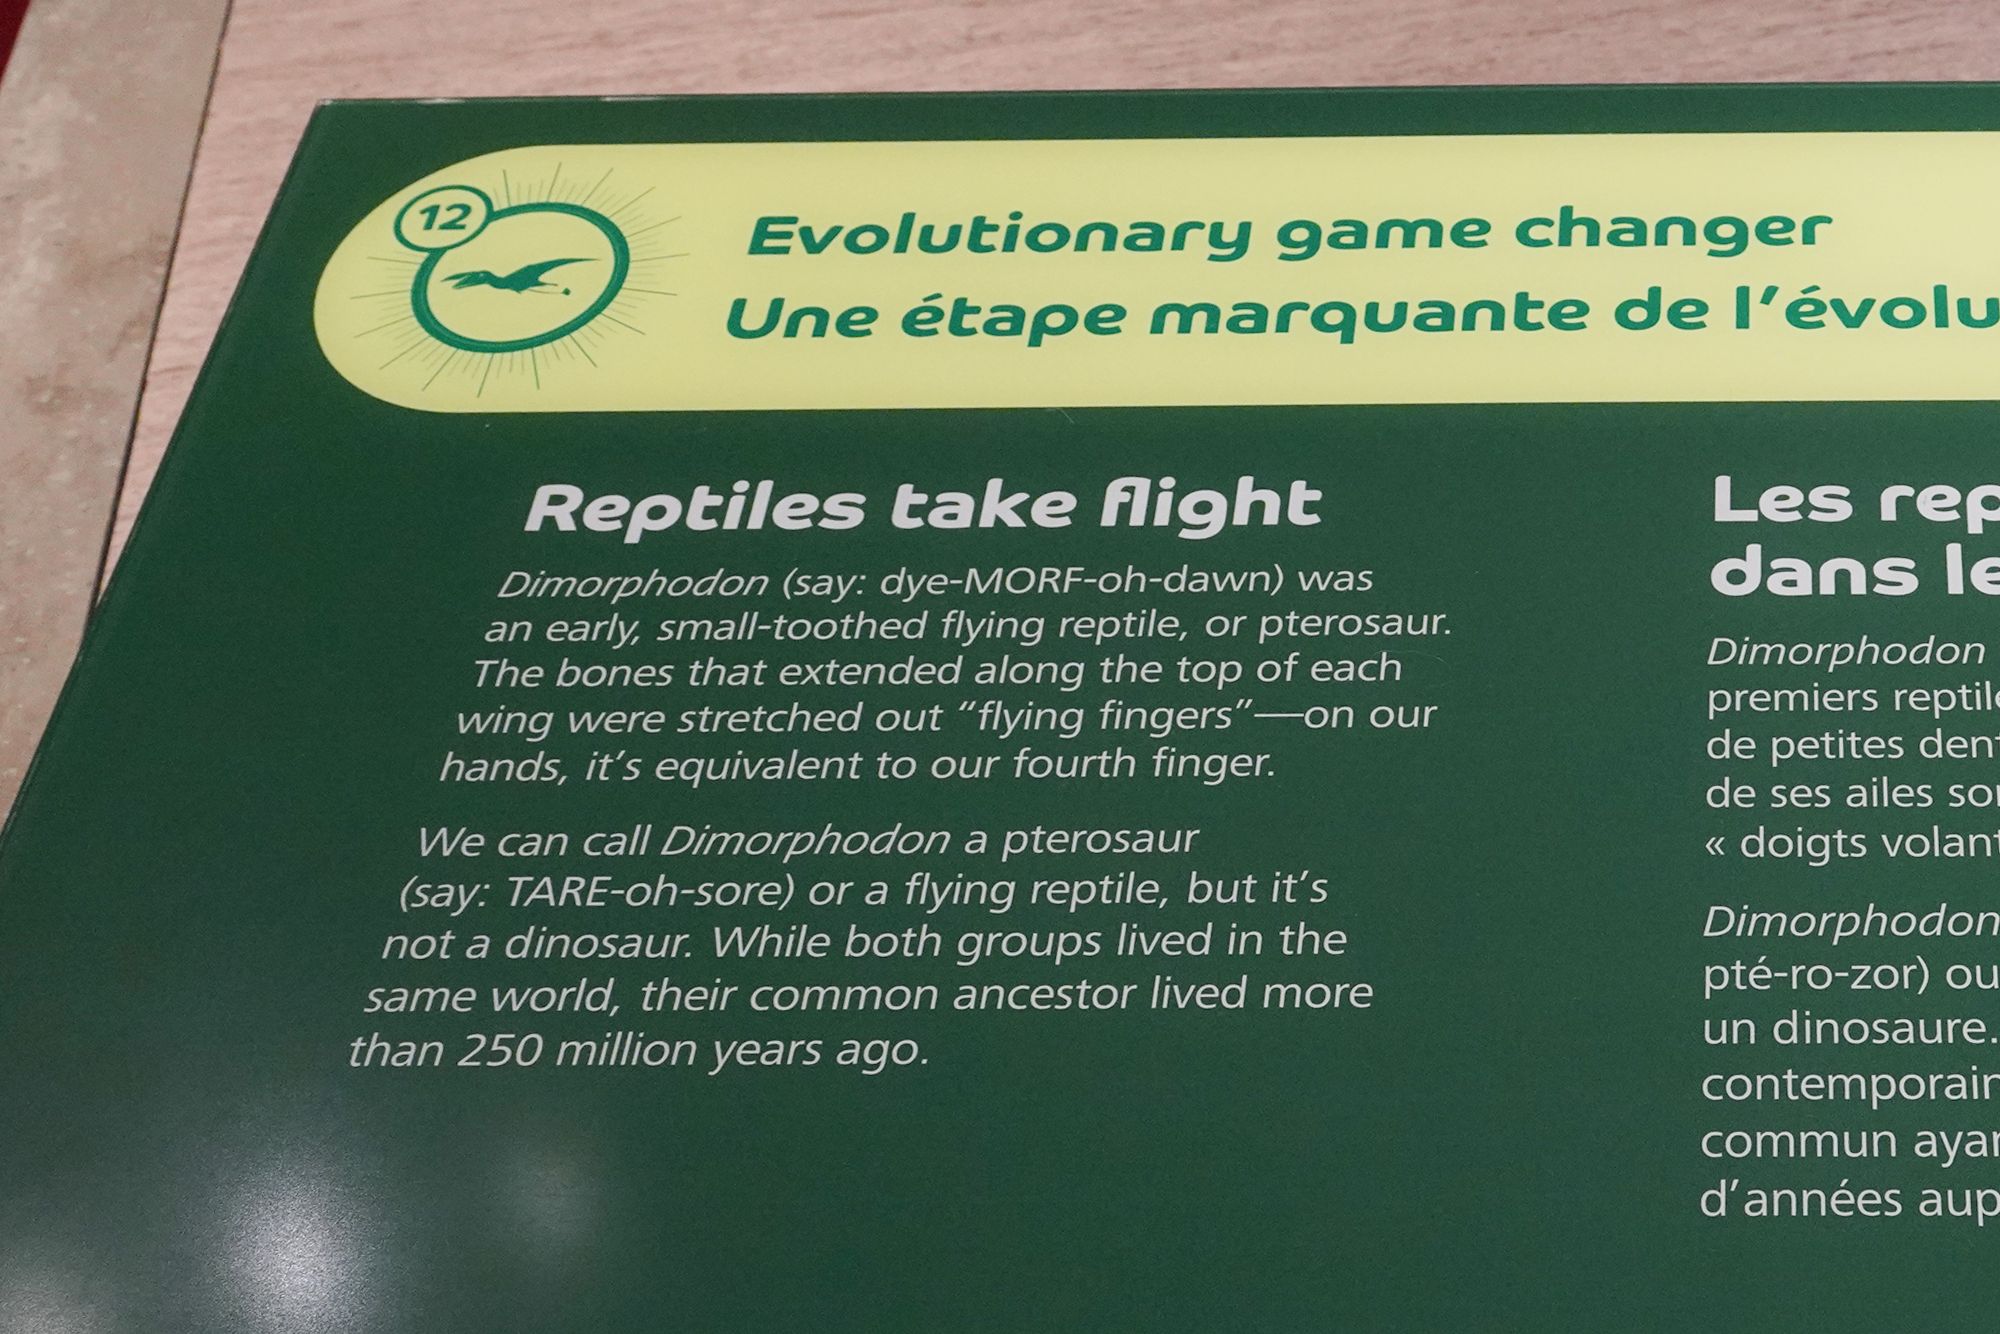 12
Evolutionary game changer
Une étape marquante de l'évolu
Reptiles take flight
Dimorphodon (say: dye-MORF-oh-dawn) was
an early, small-toothed flying reptile, or pterosaur.
The bones that extended along the top of each
wing were stretched out “flying fingers”—on our
hands, it's equivalent to our fourth finger.
We can call Dimorphodon a pterosaur
(say: TARE-oh-sore) or a flying reptile, but it's
not a dinosaur. While both groups lived in the
same world, their common ancestor lived more
than 250 million years ago.
Les rep
dans le
Dimorphodon
premiers reptile
de petites dent
de ses ailes so
« doigts volant
Dimorphodon
pté-ro-zor) ou
un dinosaure.
contemporain
commun ayan
d'années aup